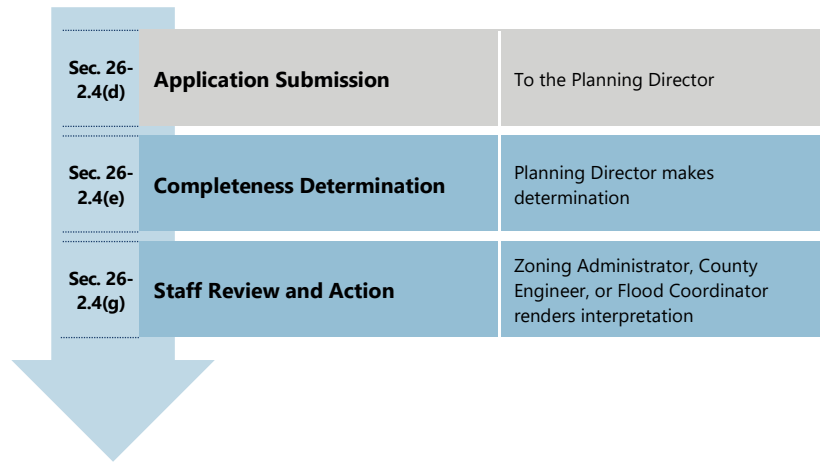 Sec. 26-
2.4(d)
Application Submission
To the Planning Director
Sec. 26-
2.4(e)
Completeness Determination
Planning Director makes
determination
Sec. 26-
2.4(g)
Staff Review and Action
Zoning Administrator, County
Engineer, or Flood Coordinator
renders interpretation